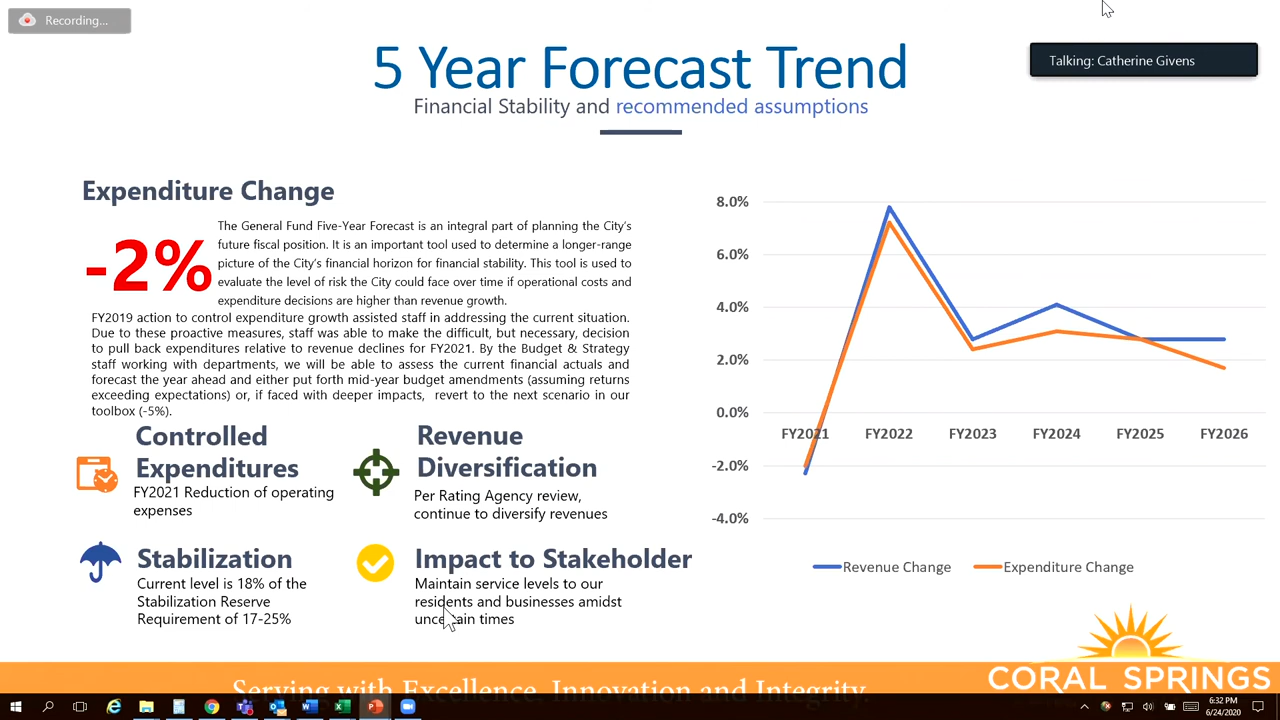 Recording...
5 Year Forecast Trend
Talking: Catherine Givens
Financial Stability and recommended assumptions
Expenditure Change
-2%
The General Fund Five-Year Forecast is an integral part of planning the City's
future fiscal position. It is an important tool used to determine a longer-range
picture of the City's financial horizon for financial stability. This tool is used to
evaluate the level of risk the City could face over time if operational costs and
expenditure decisions are higher than revenue growth.
FY2019 action to control expenditure growth assisted staff in addressing the current situation.
Due to these proactive measures, staff was able to make the difficult, but necessary, decision
to pull back expenditures relative to revenue declines for FY2021. By the Budget & Strategy
staff working with departments, we will be able to assess the current financial actuals and
forecast the year ahead and either put forth mid-year budget amendments (assuming returns
exceeding expectations) or, if faced with deeper impacts, revert to the next scenario in our
toolbox (-5%).
Controlled
Expenditures
FY2021 Reduction of operating
expenses
Revenue
Diversification
Per Rating Agency review,
continue to diversify revenues
Stabilization
Current level is 18% of the
Stabilization Reserve
Requirement of 17-25%
Impact to Stakeholder
Maintain service levels to our
residents and businesses amidst
uncertain times
8.0%
6.0%
4.0%
2.0%
0.0%
-2.0%
-4.0%
FY2021 FY2022 FY2023 FY2024 FY2025 FY2026
Revenue Change Expenditure Change
Serving with Excellence, Innovation and Integrity.
CORAL SPRINGS
6:32 PM
6/24/2020